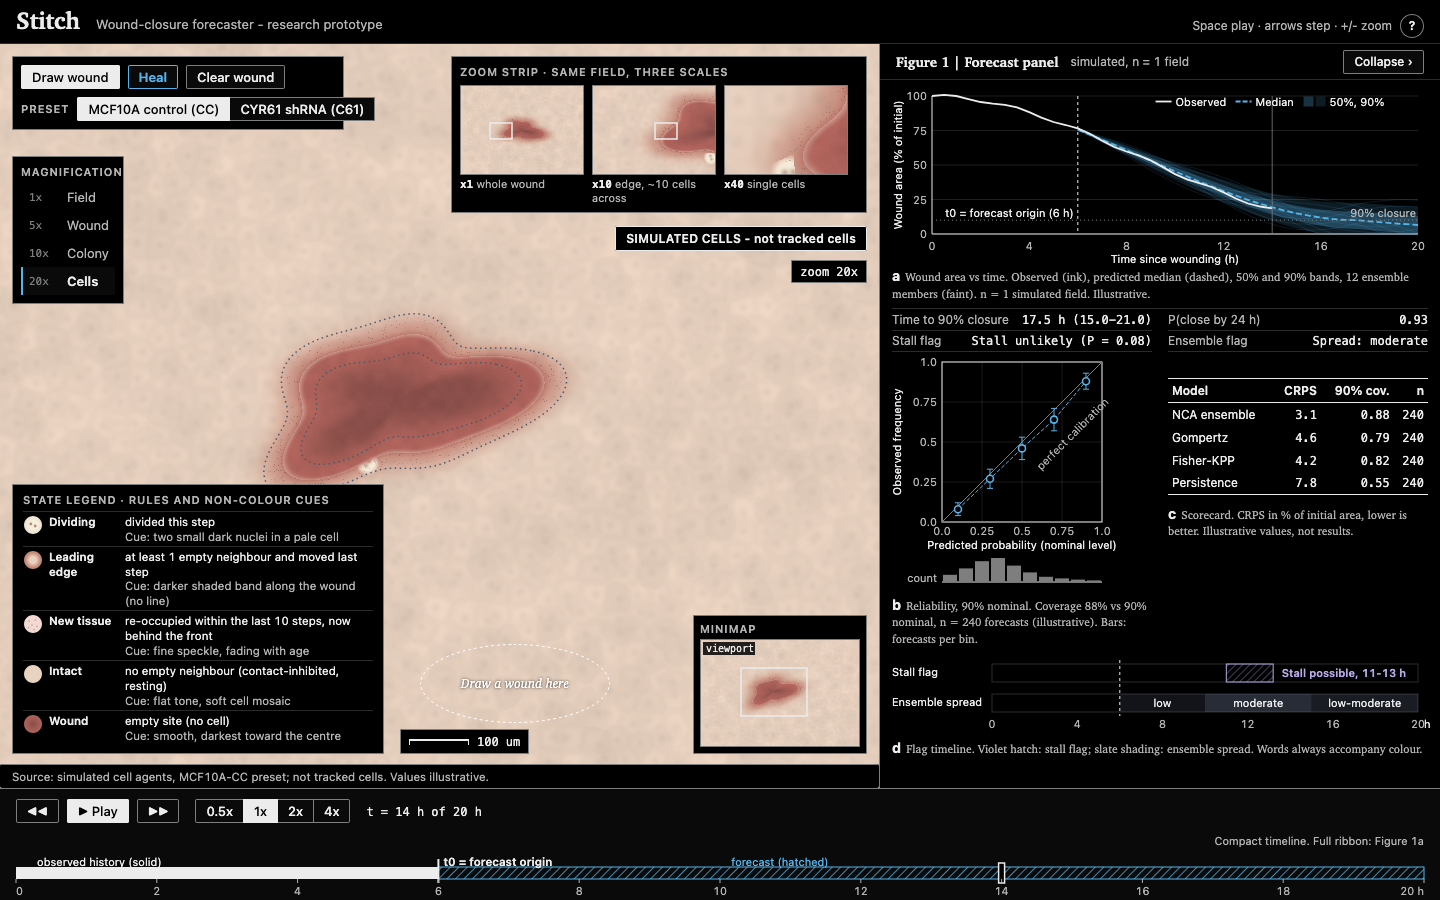 Stitch
Wound-closure forecaster - research prototype
Space play · arrows step · +/- zoom
?
Draw wound
Heal
Clear wound
PRESET
MCF10A control (CC)
CYR61 shRNA (C61)
MAGNIFICATION
1x Field
5x Wound
10x Colony
20x Cells
ZOOM STRIP · SAME FIELD, THREE SCALES
x1 whole wound
x10 edge, ~10 cells
across
x40 single cells
SIMULATED CELLS - not tracked cells
zoom 20x
STATE LEGEND · RULES AND NON-COLOUR CUES
Dividing
divided this step
Cue: two small dark nuclei in a pale cell
Leading
edge
at least 1 empty neighbour and moved last
step
Cue: darker shaded band along the wound
(no line)
New tissue
re-occupied within the last 10 steps, now
behind the front
Cue: fine speckle, fading with age
Intact
no empty neighbour (contact-inhibited,
resting)
Cue: flat tone, soft cell mosaic
Wound
empty site (no cell)
Cue: smooth, darkest toward the centre
Draw a wound here
100 um
MINIMAP
viewport
Source: simulated cell agents, MCF10A-CC preset; not tracked cells. Values illustrative.
Figure 1 | Forecast panel
simulated, n = 1 field
Collapse ›
Wound area (% of initial)
100
75
50
25
0
Observed
Median
50%, 90%
t0 = forecast origin (6 h)
90% closure
0 4 8 12 16 20
Time since wounding (h)
a Wound area vs time. Observed (ink), predicted median (dashed), 50% and 90% bands, 12 ensemble
members (faint). n = 1 simulated field. Illustrative.
Time to 90% closure 17.5 h (15.0–21.0)
P(close by 24 h) 0.93
Stall flag Stall unlikely (P = 0.08)
Ensemble flag Spread: moderate
Observed frequency
1.0
0.75
0.5
0.25
0.0
perfect calibration
0.0 0.25 0.5 0.75 1.0
Predicted probability (nominal level)
count
b Reliability, 90% nominal. Coverage 88% vs 90%
nominal, n = 240 forecasts (illustrative). Bars:
forecasts per bin.
Model CRPS 90% cov. n
NCA ensemble 3.1 0.88 240
Gompertz 4.6 0.79 240
Fisher-KPP 4.2 0.82 240
Persistence 7.8 0.55 240
c Scorecard. CRPS in % of initial area, lower is
better. Illustrative values, not results.
Stall flag
Stall possible, 11-13 h
Ensemble spread
low
moderate
low-moderate
0 4 8 12 16 20h
d Flag timeline. Violet hatch: stall flag; slate shading: ensemble spread. Words always accompany colour.
Play
0.5x 1x 2x 4x
t = 14 h of 20 h
Compact timeline. Full ribbon: Figure 1a
observed history (solid)
t0 = forecast origin
forecast (hatched)
0 2 4 6 8 10 12 14 16 18 20 h